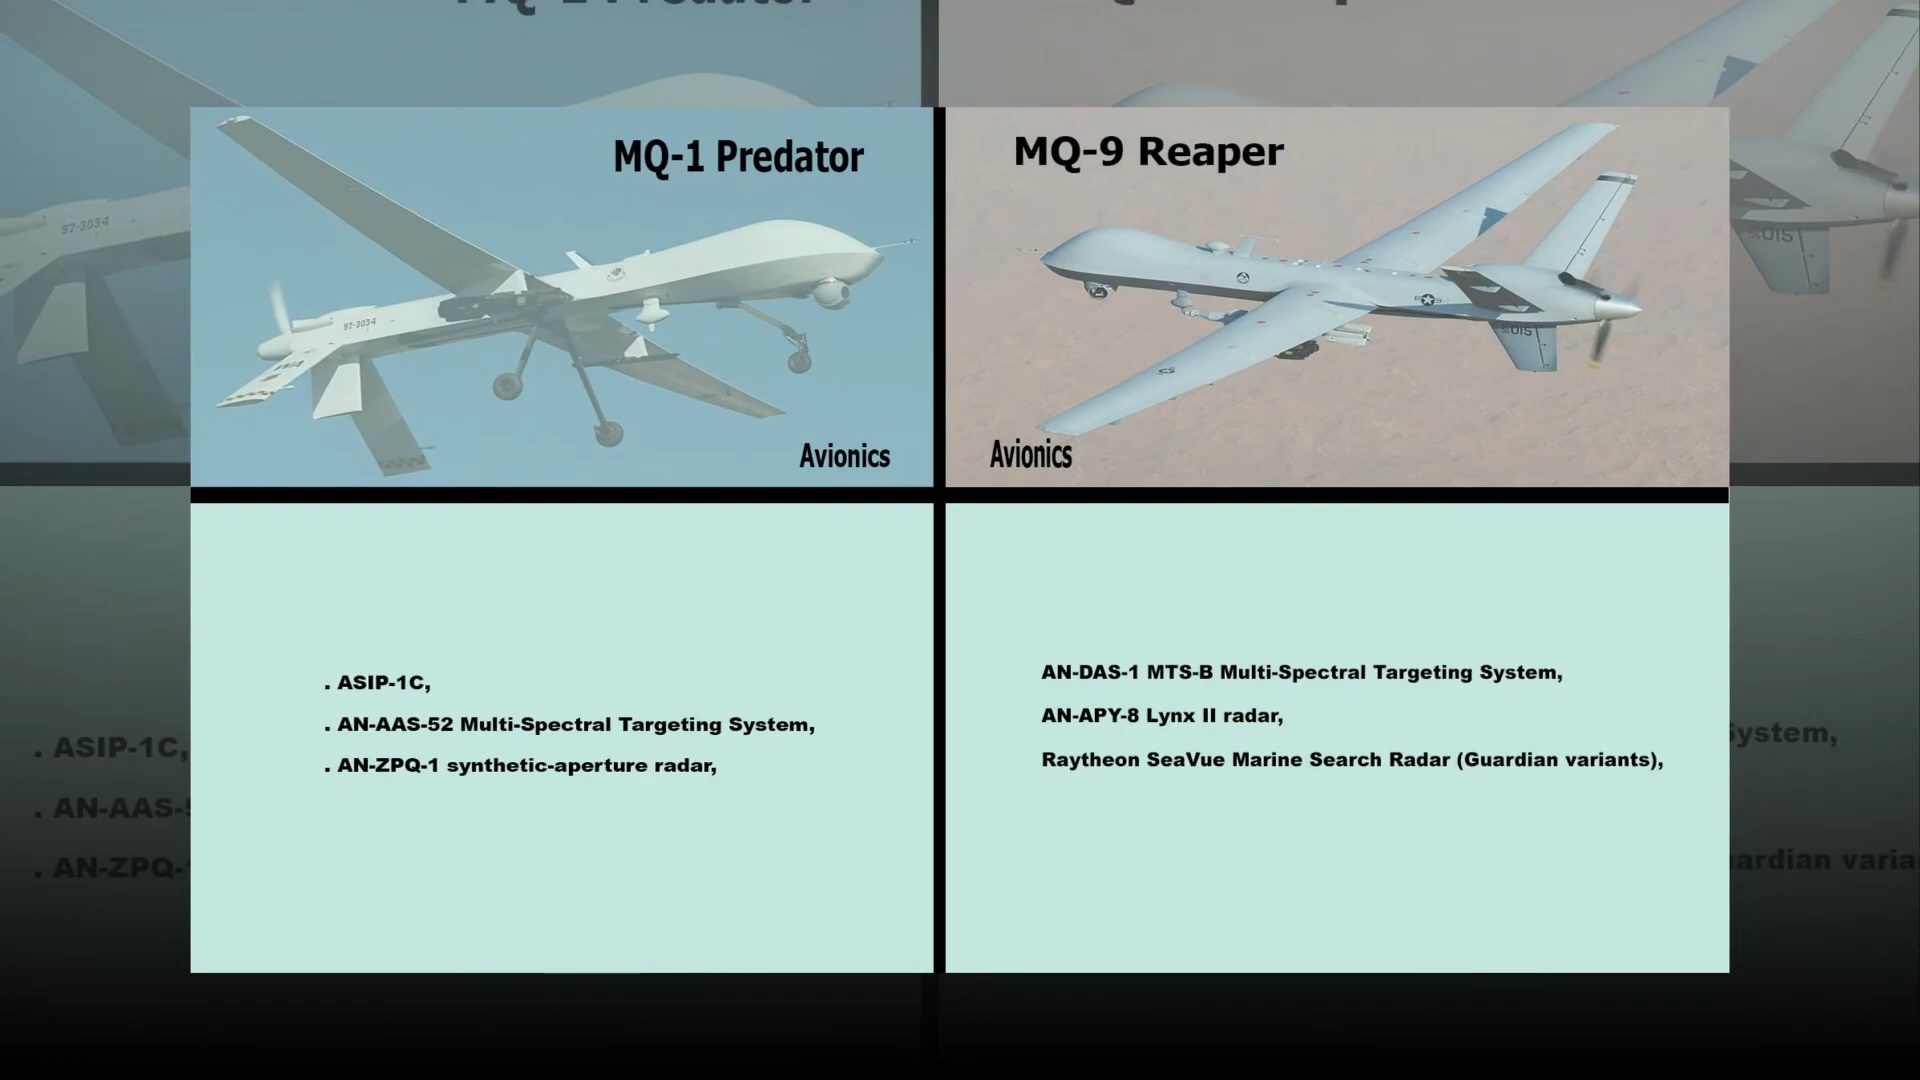 MQ-1 Predator
97-3034
Avionics
. ASIP-1C,
. AN-AAS-52 Multi-Spectral Targeting System,
. AN-ZPQ-1 synthetic-aperture radar,
MQ-9 Reaper
Avionics
AN-DAS-1 MTS-B Multi-Spectral Targeting System,
AN-APY-8 Lynx II radar,
Raytheon SeaVue Marine Search Radar (Guardian variants),